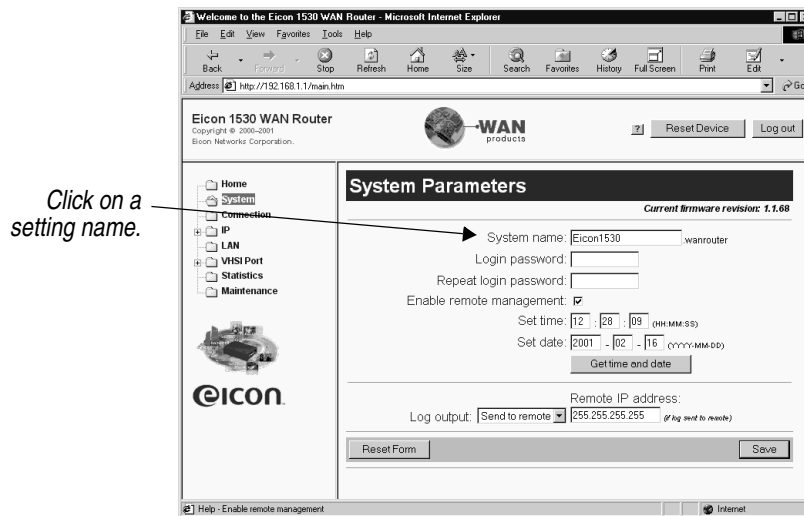 Welcome to the Eicon 1530 WAN Router - Microsoft Internet Explorer
File Edit View Favorites Tools Help
Back Forward Stop Refresh Home Size Search Favorites History Full Screen Print Edit
Address http://192.168.1.1/main.htm Go
Eicon 1530 WAN Router
Copyright © 2000-2001
Eicon Networks Corporation.
WAN
products
? Reset Device Log out
Click on a
setting name.
Home
System
Connection
IP
LAN
VHSI Port
Statistics
Maintenance
eicon
System Parameters
Current firmware revision: 1.1.68
System name: Eicon1530 .wanrouter
Login password:
Repeat login password:
Enable remote management:
Set time: 12 : 28 : 09 (HH:MM:SS)
Set date: 2001 - 02 - 16 (YYYY-MM-DD)
Get time and date
Remote IP address:
Log output: Send to remote 255.255.255.255 (if log sent to remote)
Reset Form Save
Help - Enable remote management Internet